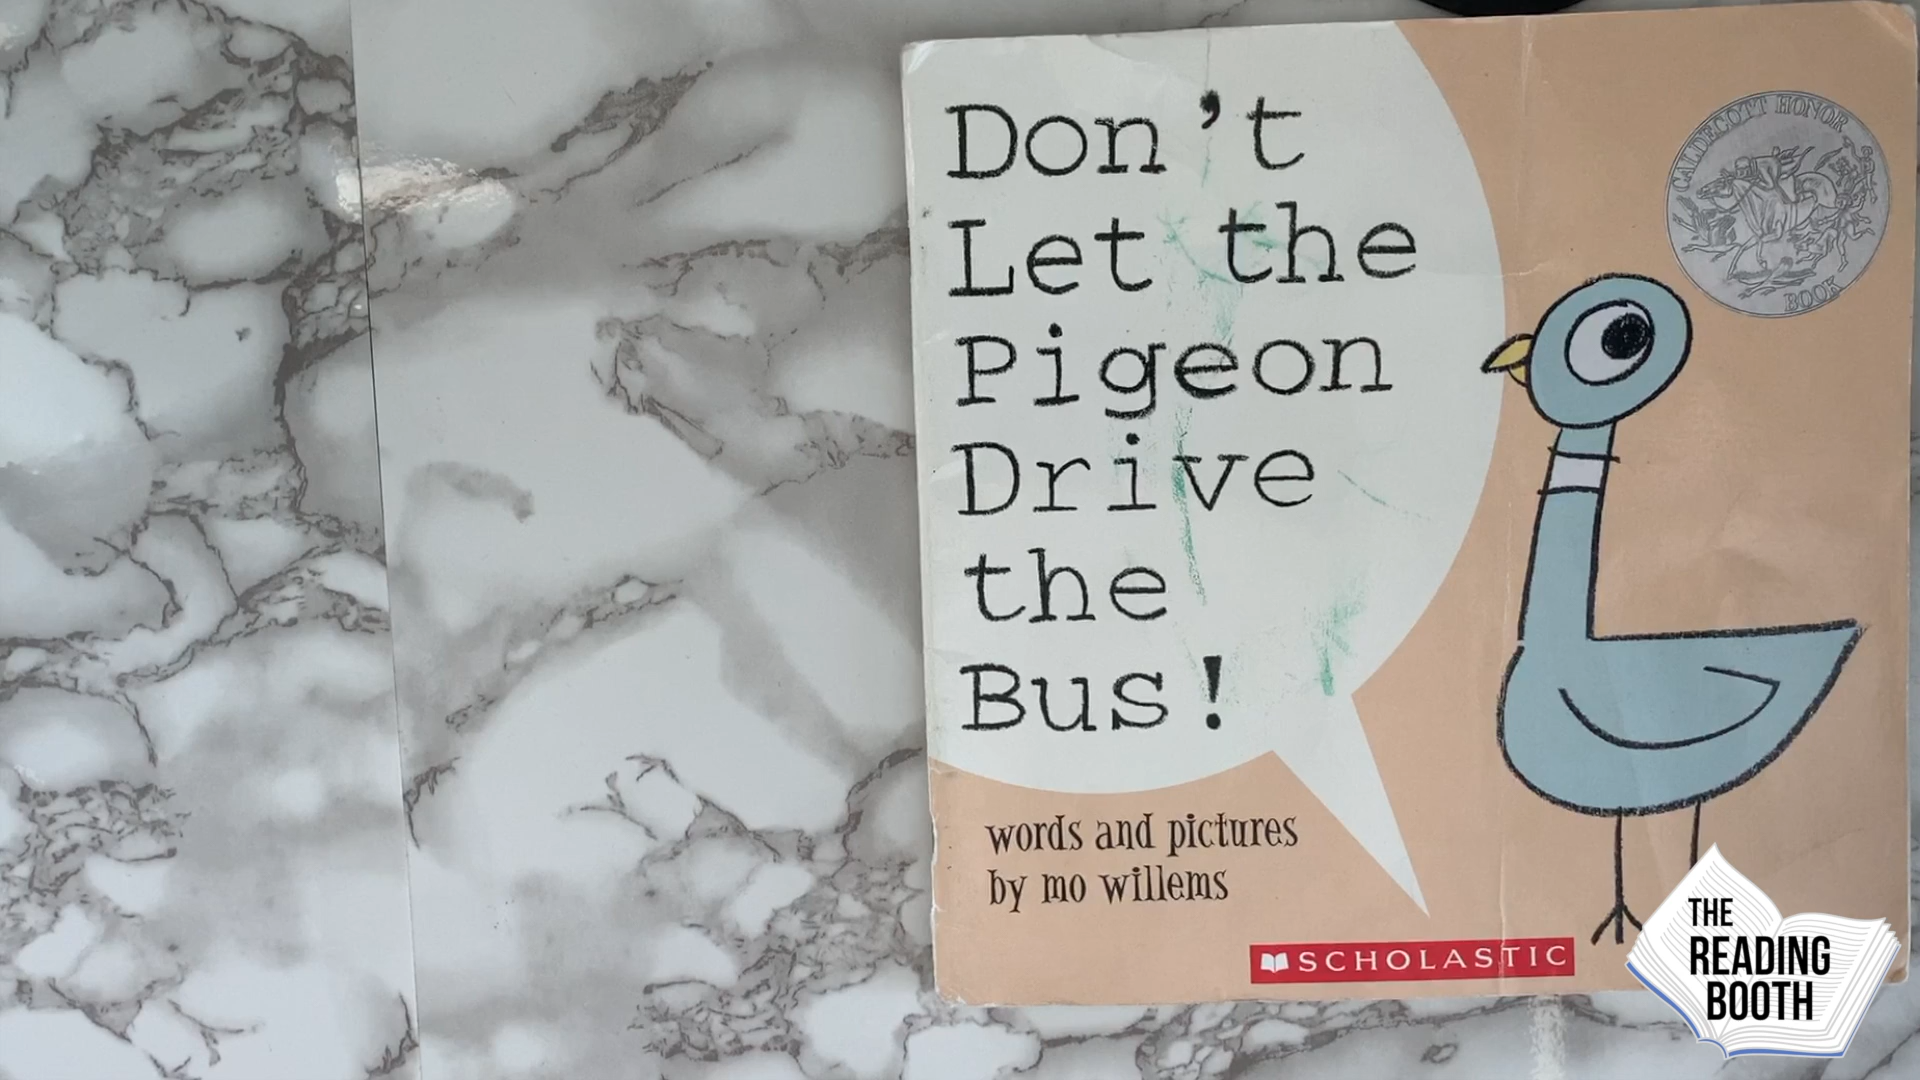 Don't
Let the
Pigeon
Drive
the
Bus!
words and pictures
by mo willems
SCHOLASTIC
CALDECOTT HONOR
BOOK
THE
READING
BOOTH